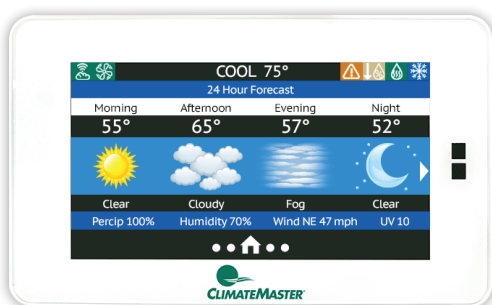 COOL 75°
24 Hour Forecast
Morning Afternoon Evening Night
55° 65° 57° 52°
Clear Cloudy Fog Clear
Percip 100% Humidity 70% Wind NE 47 mph UV 10
CLIMATEMASTER®